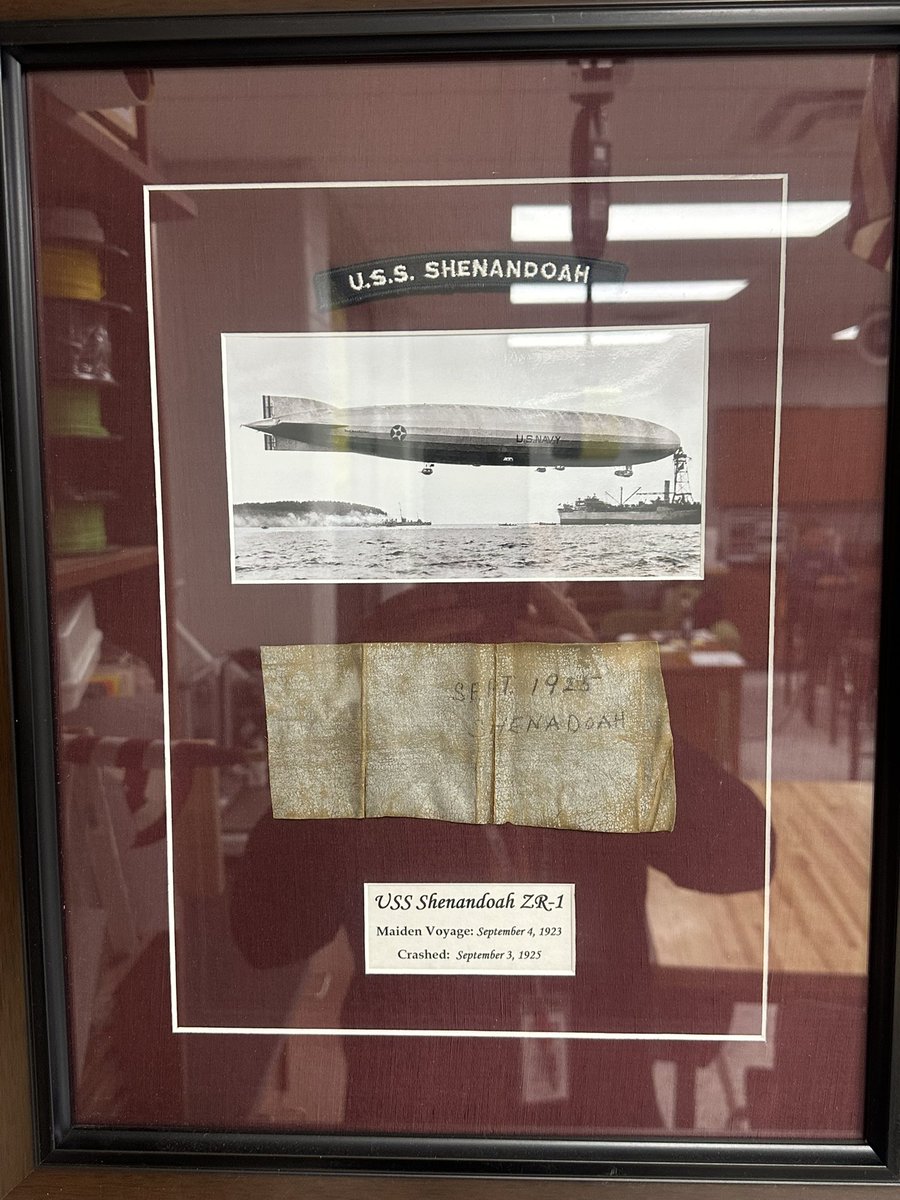 U.S.S. SHENANDOAH
U.S. NAVY
SEPT. 1925
SHENADOAH
USS Shenandoah ZR-1
Maiden Voyage: September 4, 1923
Crashed: September 3, 1925